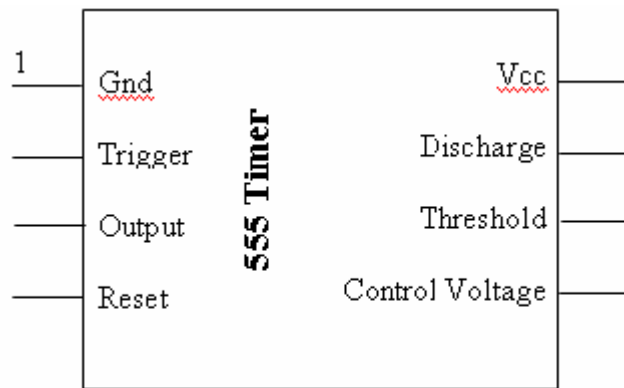 1
Gnd
Trigger
Output
Reset
555 Timer
Vcc
Discharge
Threshold
Control Voltage